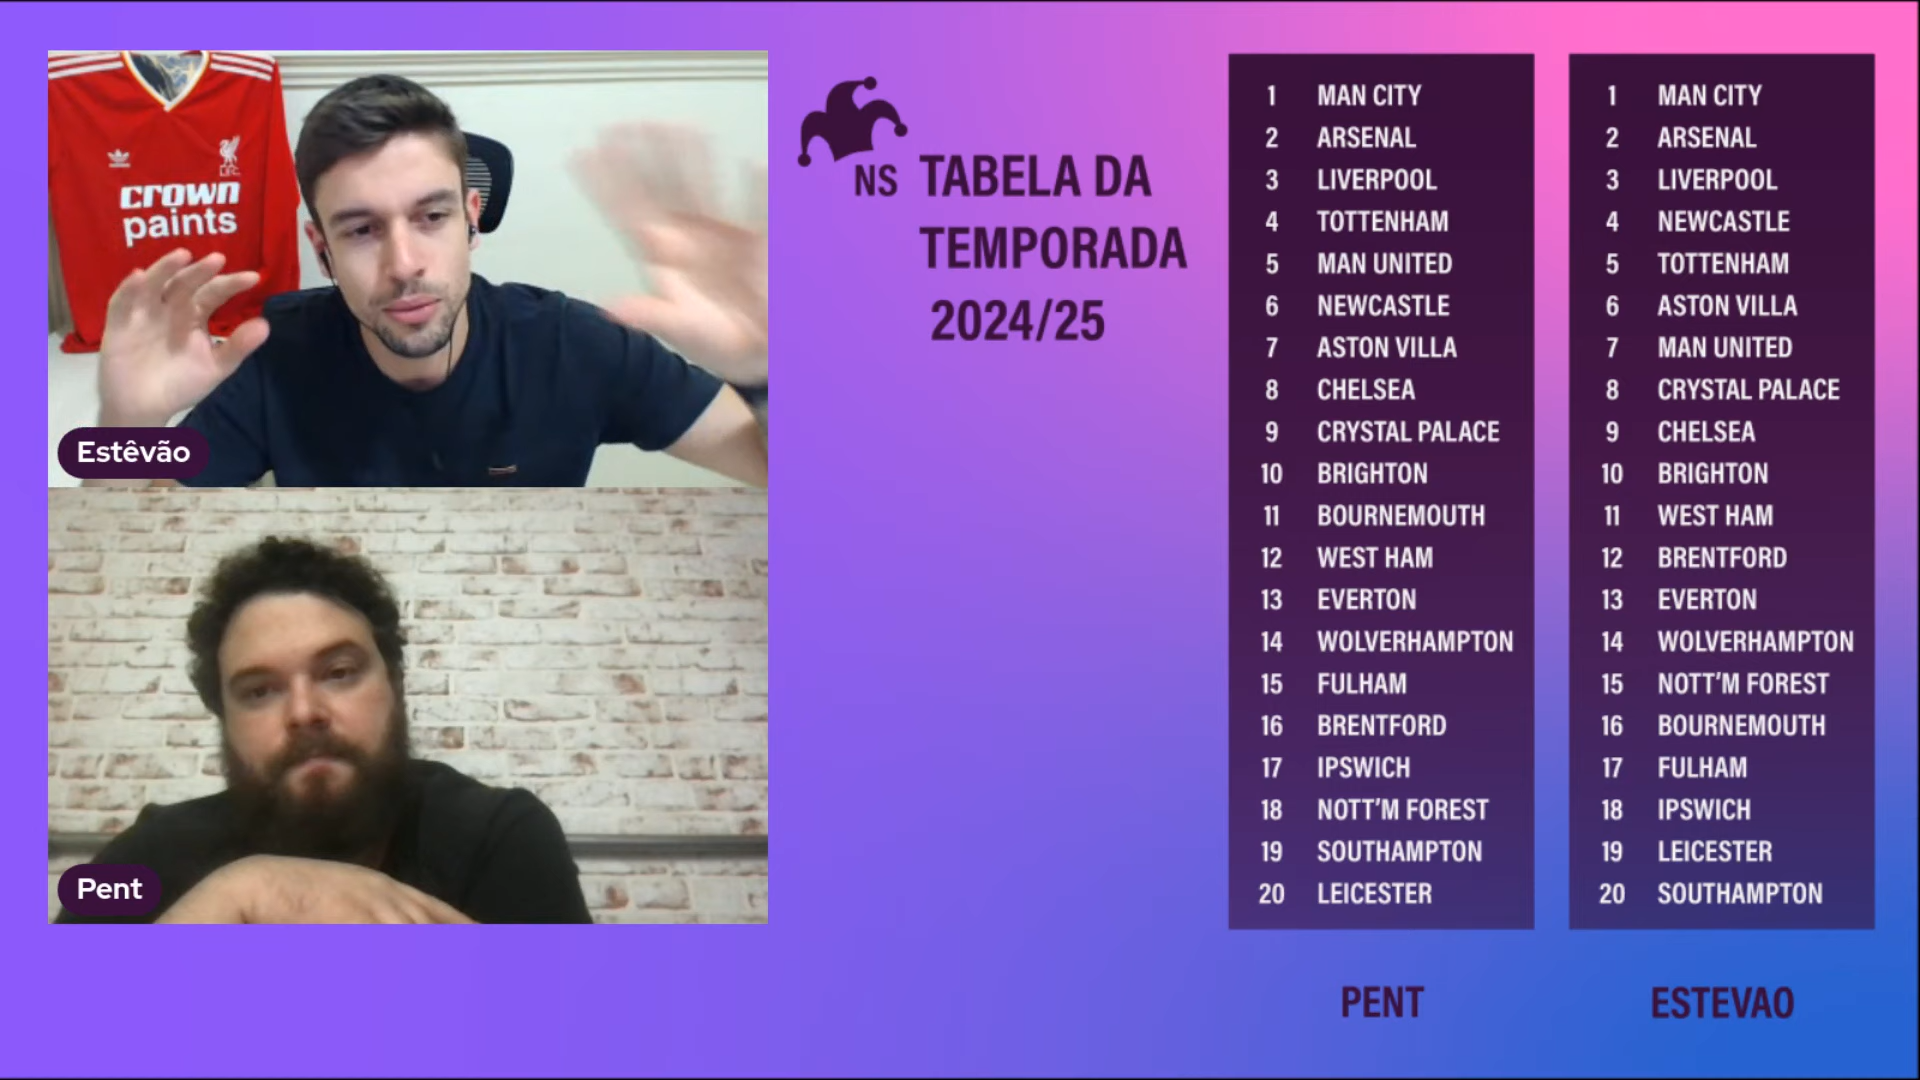 crown
paints
L.F.C.
Estêvão
Pent
NS TABELA DA
TEMPORADA
2024/25
1 MAN CITY
2 ARSENAL
3 LIVERPOOL
4 TOTTENHAM
5 MAN UNITED
6 NEWCASTLE
7 ASTON VILLA
8 CHELSEA
9 CRYSTAL PALACE
10 BRIGHTON
11 BOURNEMOUTH
12 WEST HAM
13 EVERTON
14 WOLVERHAMPTON
15 FULHAM
16 BRENTFORD
17 IPSWICH
18 NOTT'M FOREST
19 SOUTHAMPTON
20 LEICESTER
PENT
1 MAN CITY
2 ARSENAL
3 LIVERPOOL
4 NEWCASTLE
5 TOTTENHAM
6 ASTON VILLA
7 MAN UNITED
8 CRYSTAL PALACE
9 CHELSEA
10 BRIGHTON
11 WEST HAM
12 BRENTFORD
13 EVERTON
14 WOLVERHAMPTON
15 NOTT'M FOREST
16 BOURNEMOUTH
17 FULHAM
18 IPSWICH
19 LEICESTER
20 SOUTHAMPTON
ESTEVAO